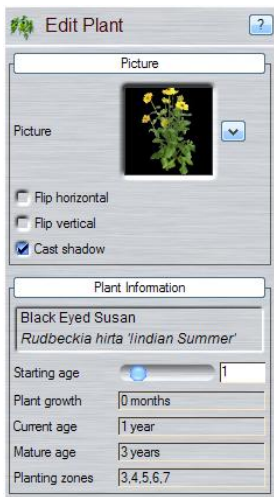 Edit Plant ?
Picture
Picture
Flip horizontal
Flip vertical
Cast shadow
Plant Information
Black Eyed Susan
Rudbeckia hirta 'Iindian Summer'
Starting age 1
Plant growth 0 months
Current age 1 year
Mature age 3 years
Planting zones 3,4,5,6,7